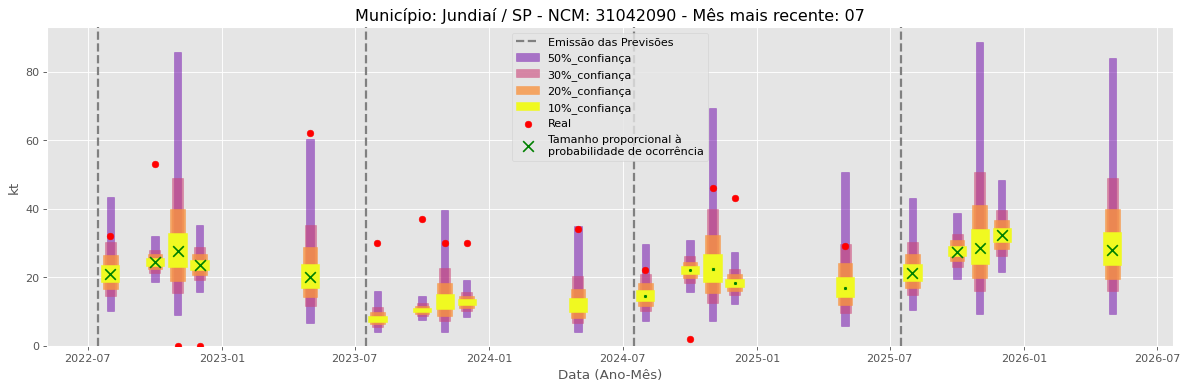 Município: Jundiaí / SP - NCM: 31042090 - Mês mais recente: 07
Emissão das Previsões
50%_confiança
30%_confiança
20%_confiança
10%_confiança
Real
Tamanho proporcional à
probabilidade de ocorrência
kt
80
60
40
20
0
2022-07
2023-01
2023-07
2024-01
2024-07
2025-01
2025-07
2026-01
2026-07
Data (Ano-Mês)